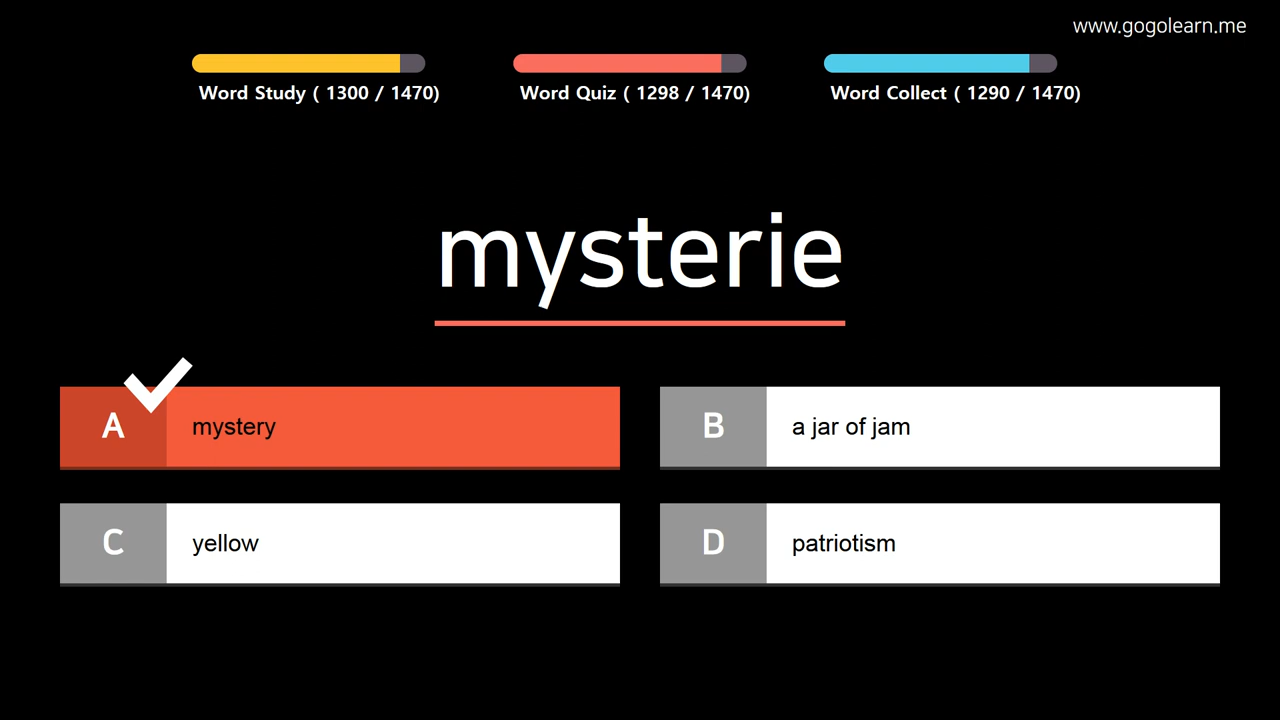 www.gogolearn.me
Word Study ( 1300 / 1470)
Word Quiz ( 1298 / 1470)
Word Collect ( 1290 / 1470)
mysterie
A mystery
B a jar of jam
C yellow
D patriotism